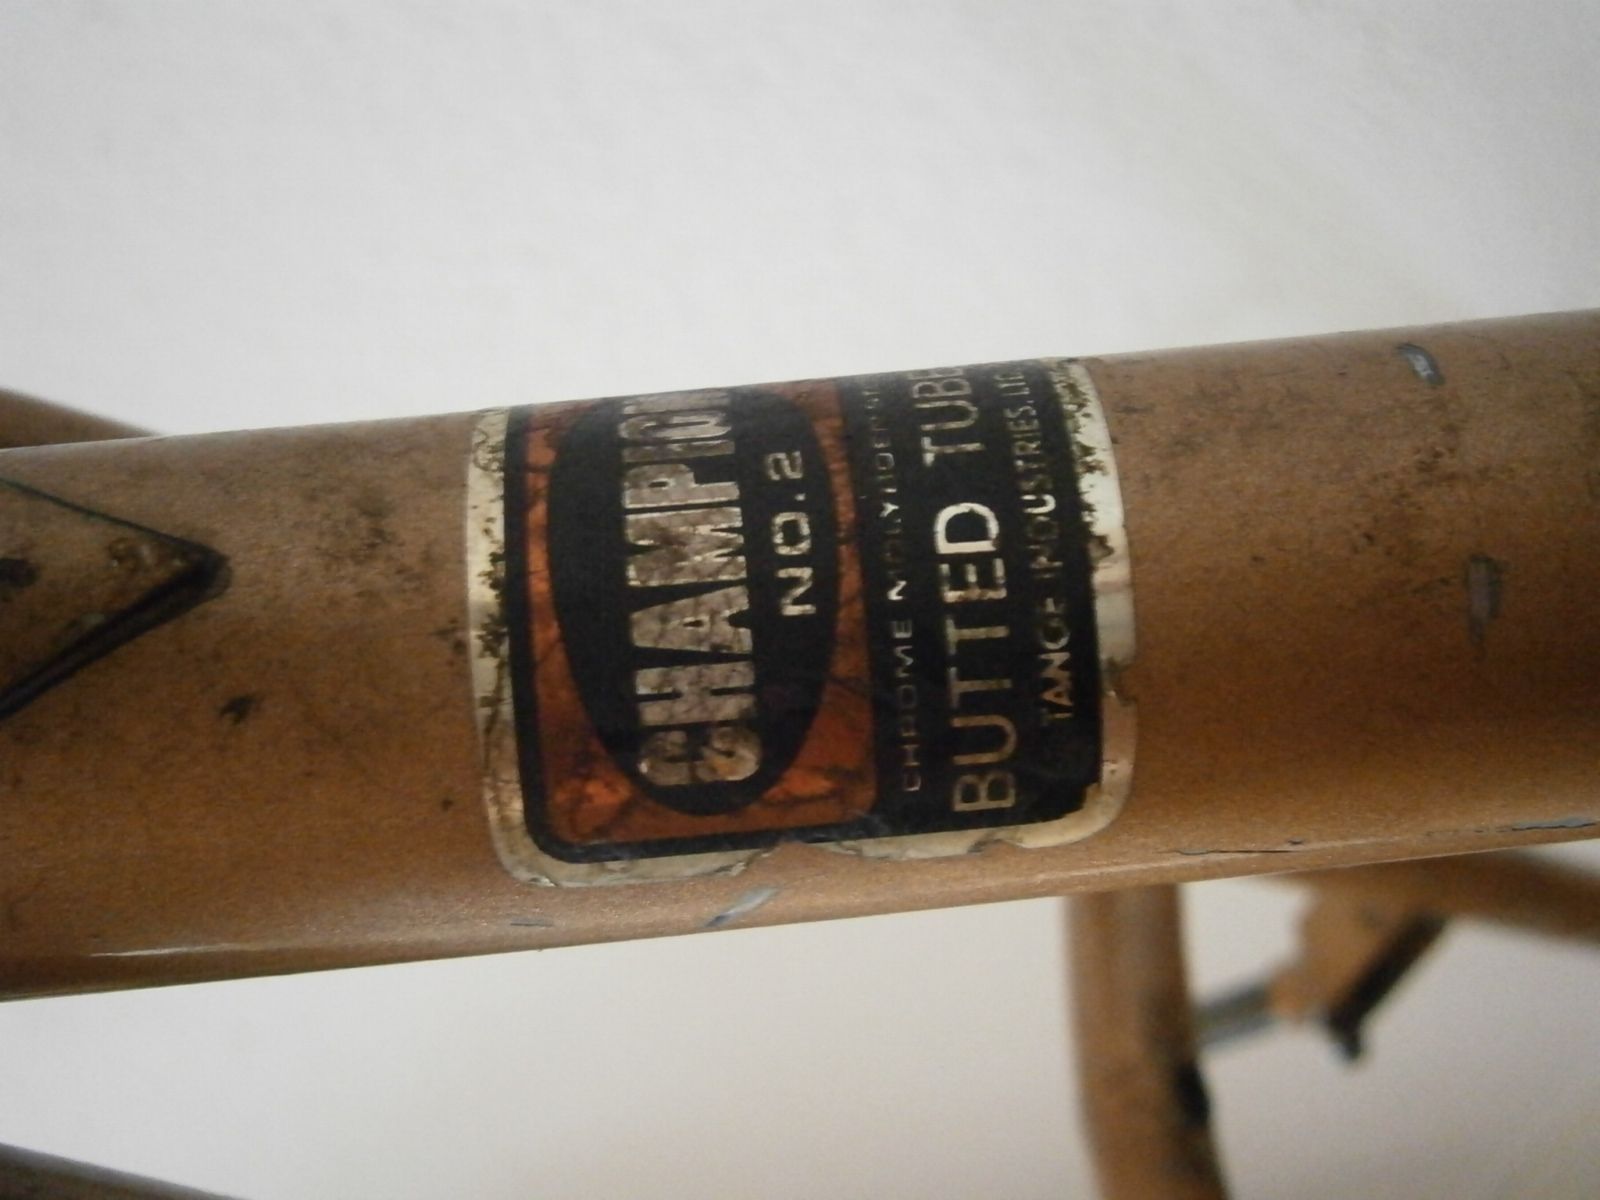 CHAMPION
NO.2
CHROME MOLYBDENUM
BUTTED TUBE
TANGE INDUSTRIES. LTD